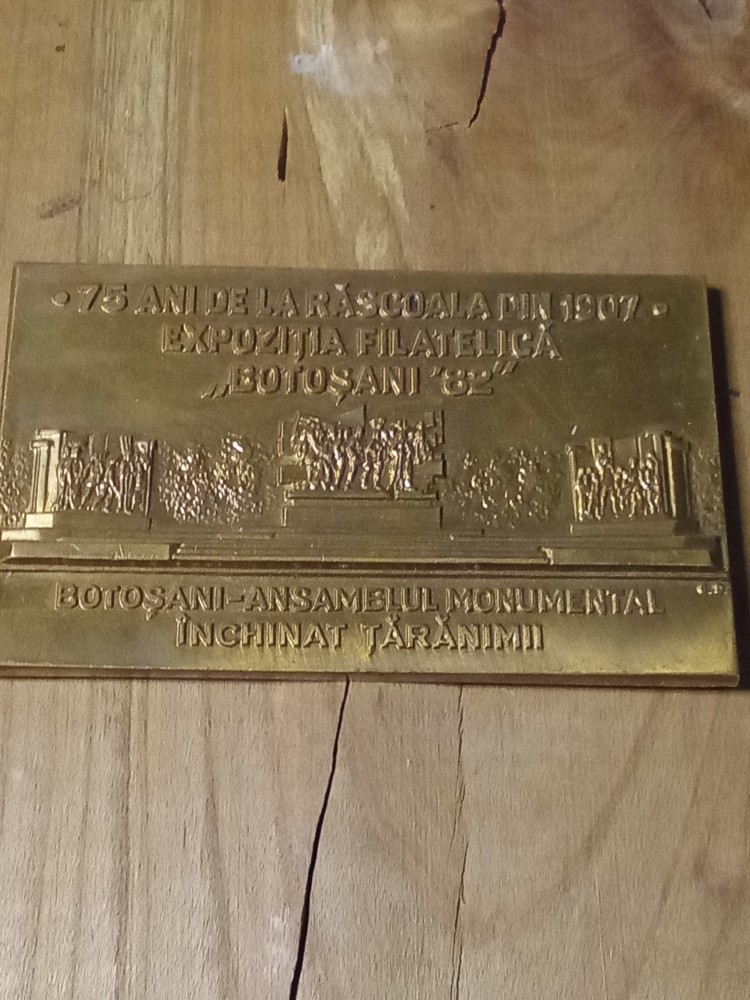 • 75 ANI DE LA RĂSCOALA DIN 1907 •
EXPOZIȚIA FILATELICĂ
„BOTOȘANI '82”
BOTOȘANI-ANSAMBLUL MONUMENTAL
ÎNCHINAT ȚĂRĂNIMII